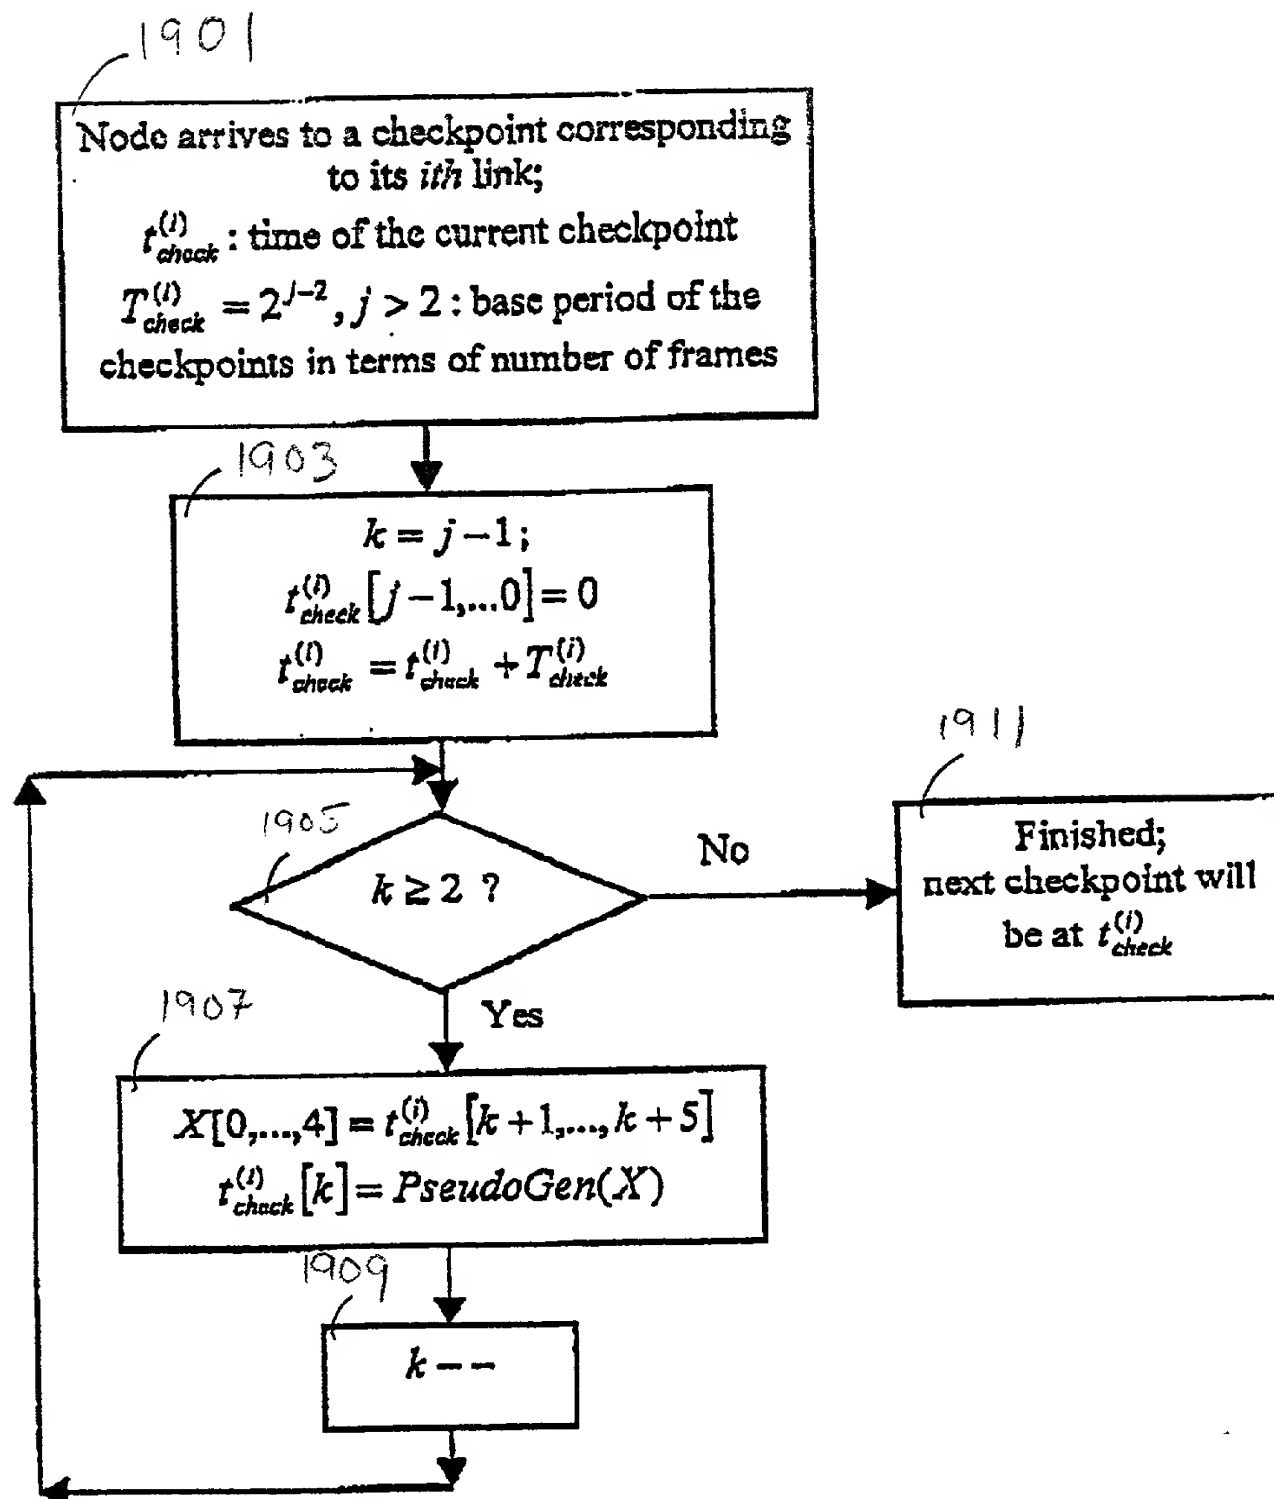 1901
Node arrives to a checkpoint corresponding
to its ith link;
t_check^(i) : time of the current checkpoint
T_check^(i) = 2^(j-2), j > 2 : base period of the
checkpoints in terms of number of frames
1903
k = j - 1;
t_check^(i) [j - 1,...0] = 0
t_check^(i) = t_check^(i) + T_check^(i)
1905
k ≥ 2 ?
No
1911
Finished;
next checkpoint will
be at t_check^(i)
Yes
1907
X[0,...,4] = t_check^(i) [k + 1,..., k + 5]
t_check^(i) [k] = PseudoGen(X)
1909
k - -